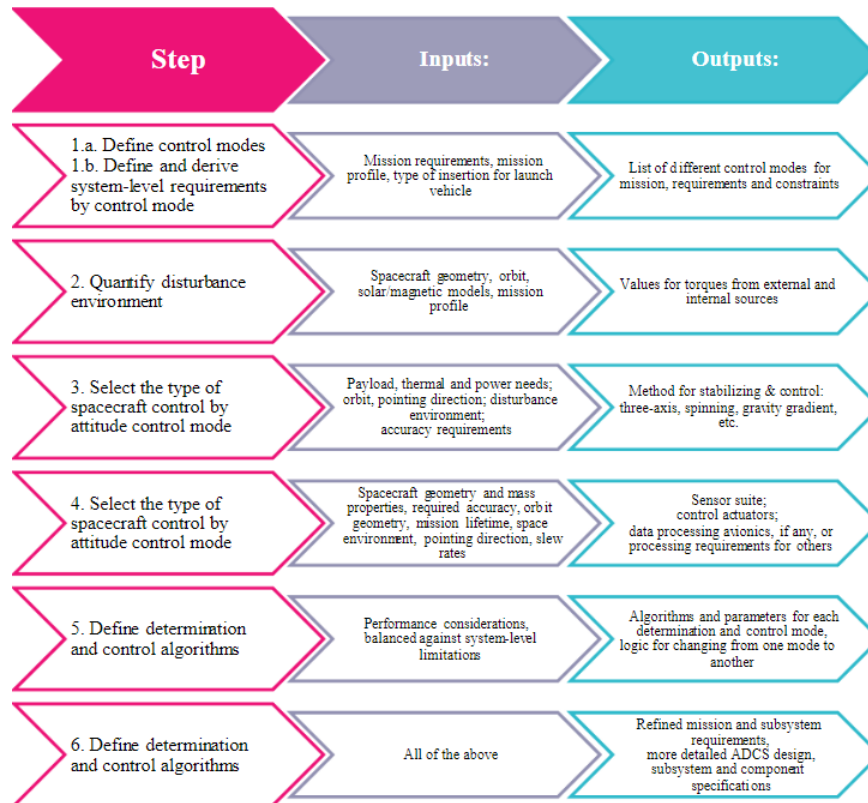 Step
Inputs:
Outputs:
1.a. Define control modes
1.b. Define and derive
system-level requirements
by control mode
Mission requirements, mission
profile, type of insertion for launch
vehicle
List of different control modes for
mission, requirements and constraints
2. Quantify disturbance
environment
Spacecraft geometry, orbit,
solar/magnetic models, mission
profile
Values for torques from external and
internal sources
3. Select the type of
spacecraft control by
attitude control mode
Payload, thermal and power needs;
orbit, pointing direction; disturbance
environment;
accuracy requirements
Method for stabilizing & control:
three-axis, spinning, gravity gradient,
etc.
4. Select the type of
spacecraft control by
attitude control mode
Spacecraft geometry and mass
properties, required accuracy, orbit
geometry, mission lifetime, space
environment, pointing direction, slew
rates
Sensor suite;
control actuators;
data processing avionics, if any, or
processing requirements for others
5. Define determination
and control algorithms
Performance considerations,
balanced against system-level
limitations
Algorithms and parameters for each
determination and control mode,
logic for changing from one mode to
another
6. Define determination
and control algorithms
All of the above
Refined mission and subsystem
requirements,
more detailed ADCS design,
subsystem and component
specifications